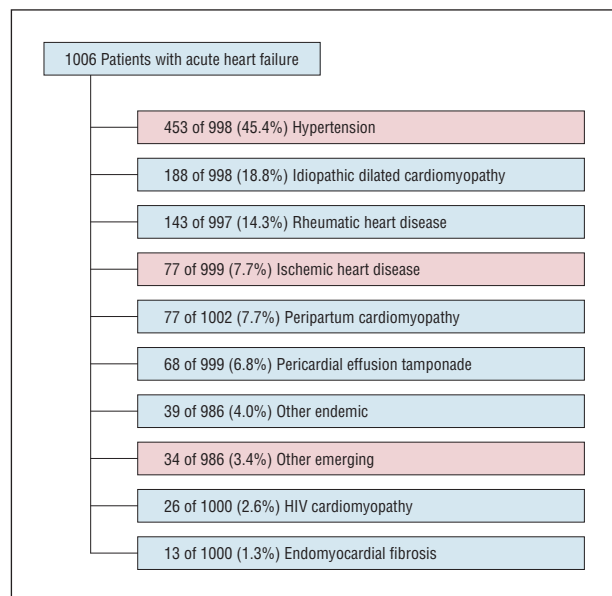 1006 Patients with acute heart failure
453 of 998 (45.4%) Hypertension
188 of 998 (18.8%) Idiopathic dilated cardiomyopathy
143 of 997 (14.3%) Rheumatic heart disease
77 of 999 (7.7%) Ischemic heart disease
77 of 1002 (7.7%) Peripartum cardiomyopathy
68 of 999 (6.8%) Pericardial effusion tamponade
39 of 986 (4.0%) Other endemic
34 of 986 (3.4%) Other emerging
26 of 1000 (2.6%) HIV cardiomyopathy
13 of 1000 (1.3%) Endomyocardial fibrosis